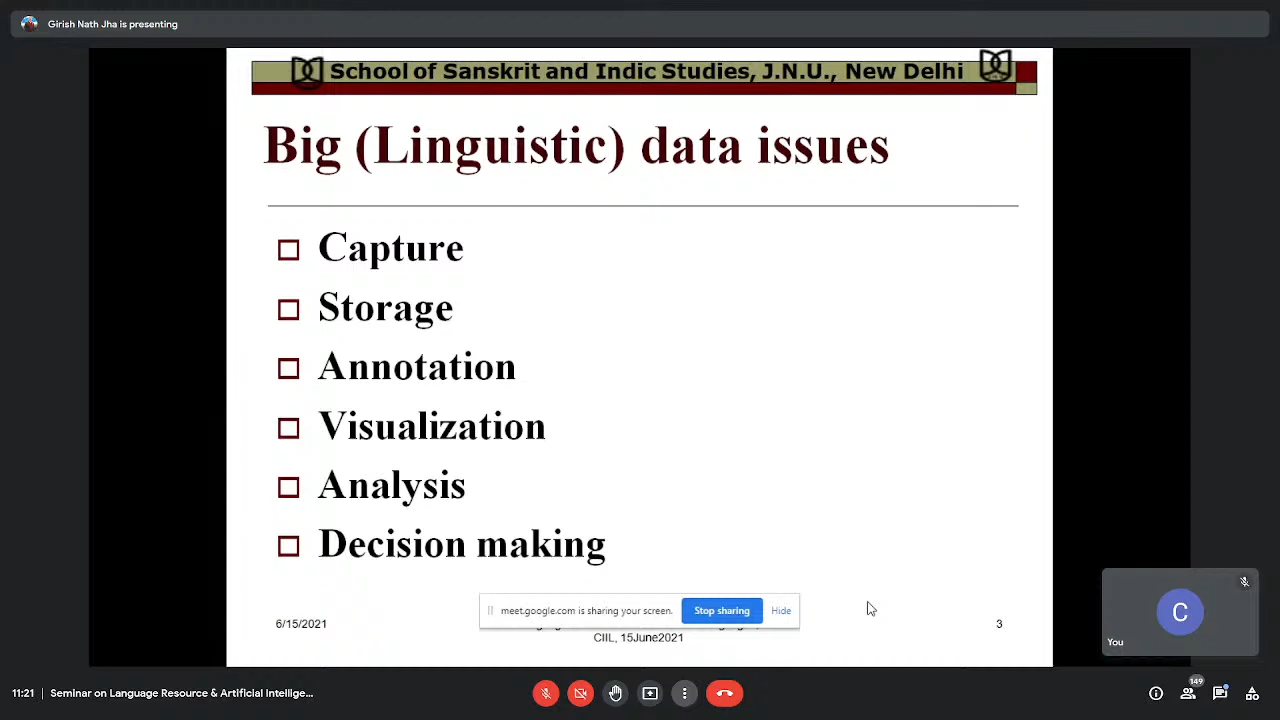 Girish Nath Jha is presenting
School of Sanskrit and Indic Studies, J.N.U., New Delhi
Big (Linguistic) data issues
Capture
Storage
Annotation
Visualization
Analysis
Decision making
meet.google.com is sharing your screen. Stop sharing Hide
6/15/2021
CIIL, 15June2021
3
C
You
11:21 | Seminar on Language Resource & Artificial Intellige...
149